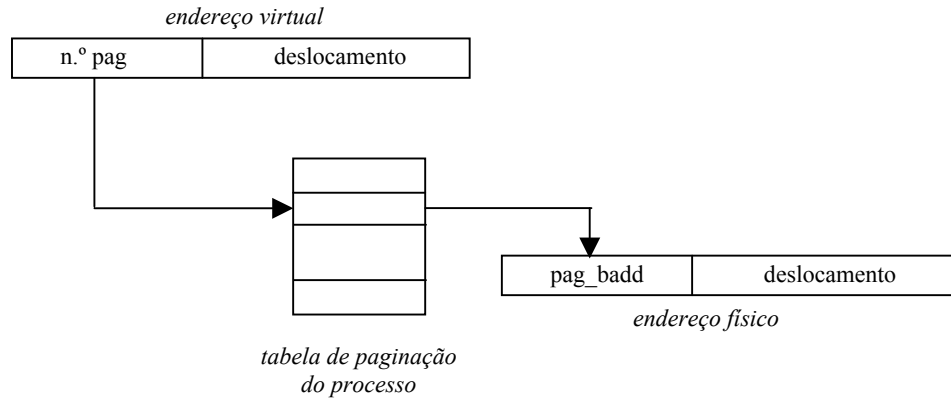 endereço virtual
n.º pag
deslocamento
pag_badd
deslocamento
endereço físico
tabela de paginação
do processo